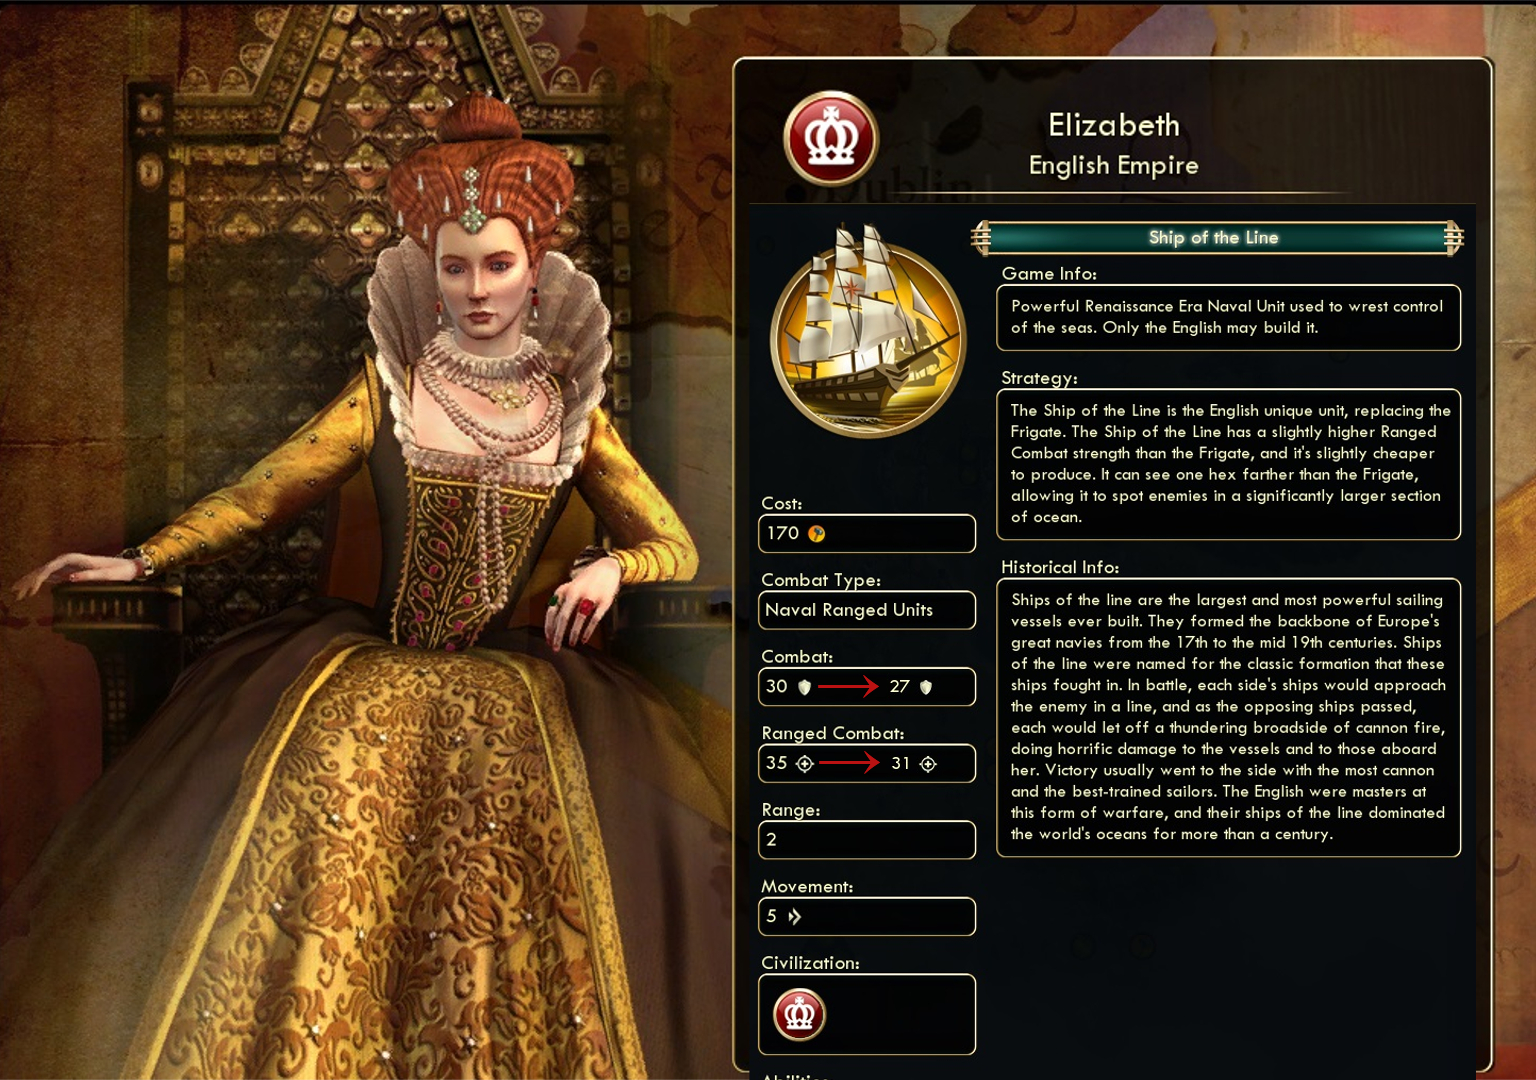 Elizabeth
English Empire
Dublin
Ship of the Line
Game Info:
Powerful Renaissance Era Naval Unit used to wrest control
of the seas. Only the English may build it.
Strategy:
The Ship of the Line is the English unique unit, replacing the
Frigate. The Ship of the Line has a slightly higher Ranged
Combat strength than the Frigate, and it's slightly cheaper
to produce. It can see one hex farther than the Frigate,
allowing it to spot enemies in a significantly larger section
of ocean.
Historical Info:
Ships of the line are the largest and most powerful sailing
vessels ever built. They formed the backbone of Europe's
great navies from the 17th to the mid 19th centuries. Ships
of the line were named for the classic formation that these
ships fought in. In battle, each side's ships would approach
the enemy in a line, and as the opposing ships passed,
each would let off a thundering broadside of cannon fire,
doing horrific damage to the vessels and to those aboard
her. Victory usually went to the side with the most cannon
and the best-trained sailors. The English were masters at
this form of warfare, and their ships of the line dominated
the world's oceans for more than a century.
Cost:
170
Combat Type:
Naval Ranged Units
Combat:
30 27
Ranged Combat:
35 31
Range:
2
Movement:
5
Civilization: